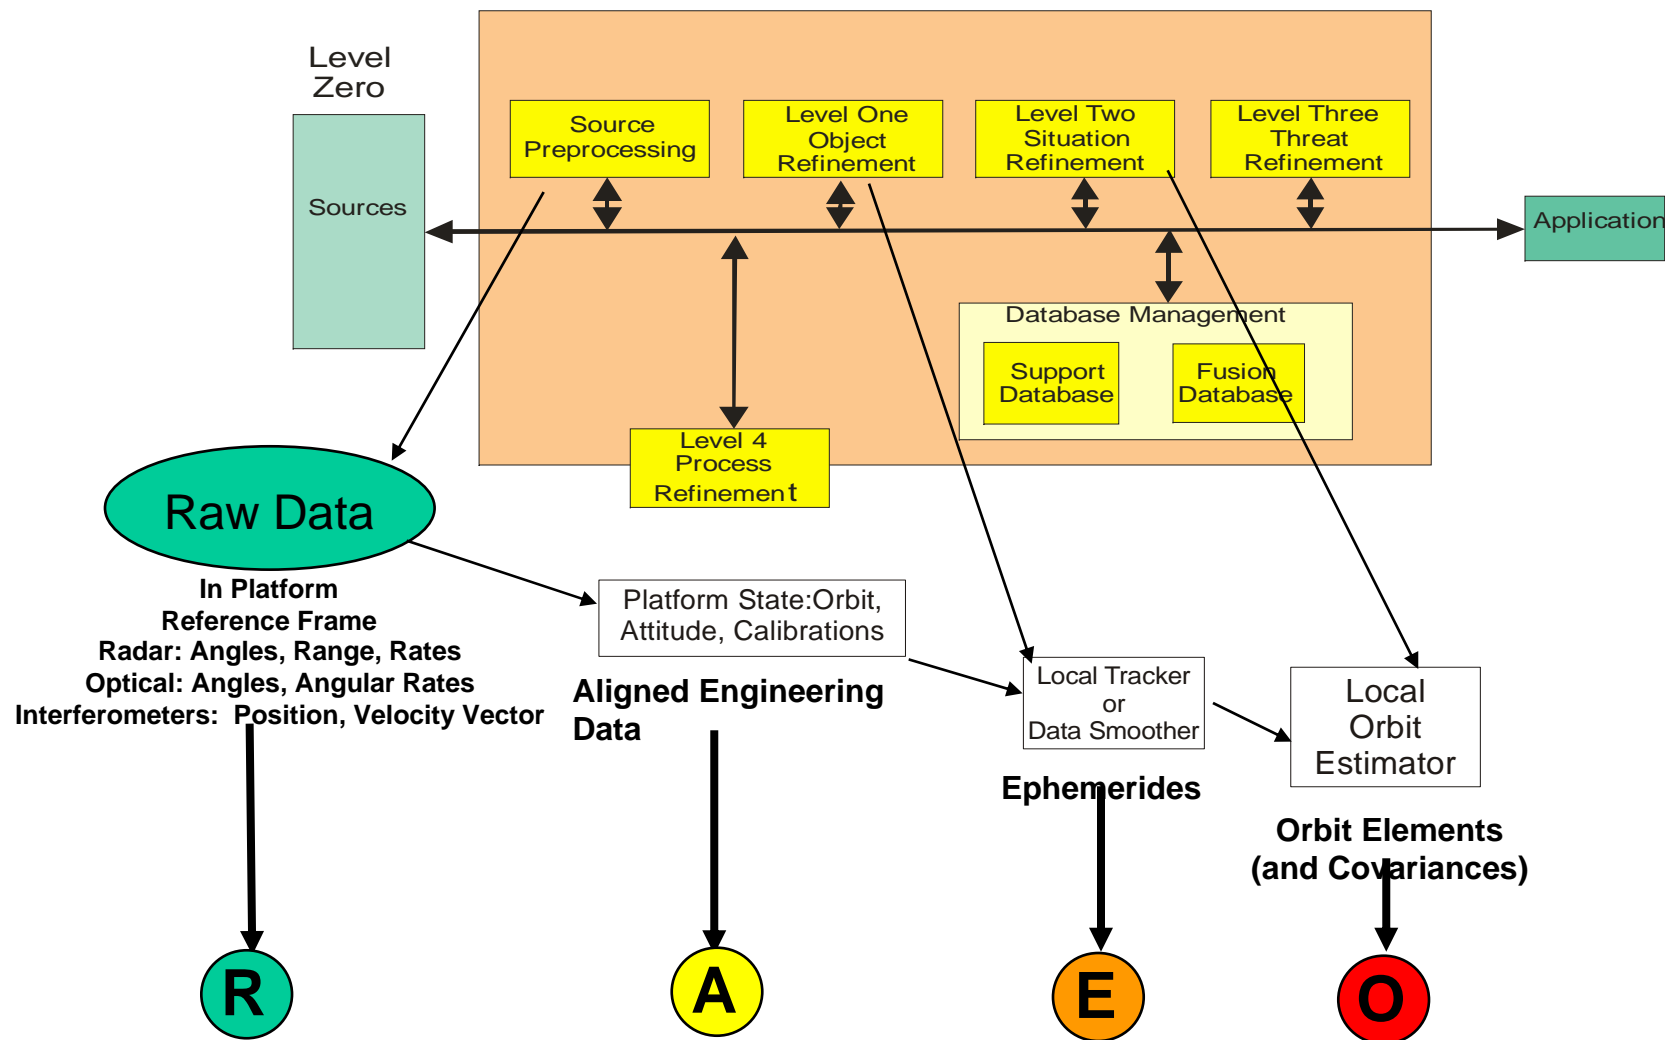 Level
Zero
Sources
Source
Preprocessing
Level One
Object
Refinement
Level Two
Situation
Refinement
Level Three
Threat
Refinement
Application
Database Management
Support
Database
Fusion
Database
Level 4
Process
Refinement
Raw Data
In Platform
Reference Frame
Radar: Angles, Range, Rates
Optical: Angles, Angular Rates
Interferometers: Position, Velocity Vector
Platform State:Orbit,
Attitude, Calibrations
Aligned Engineering
Data
Local Tracker
or
Data Smoother
Ephemerides
Local
Orbit
Estimator
Orbit Elements
(and Covariances)
R
A
E
O